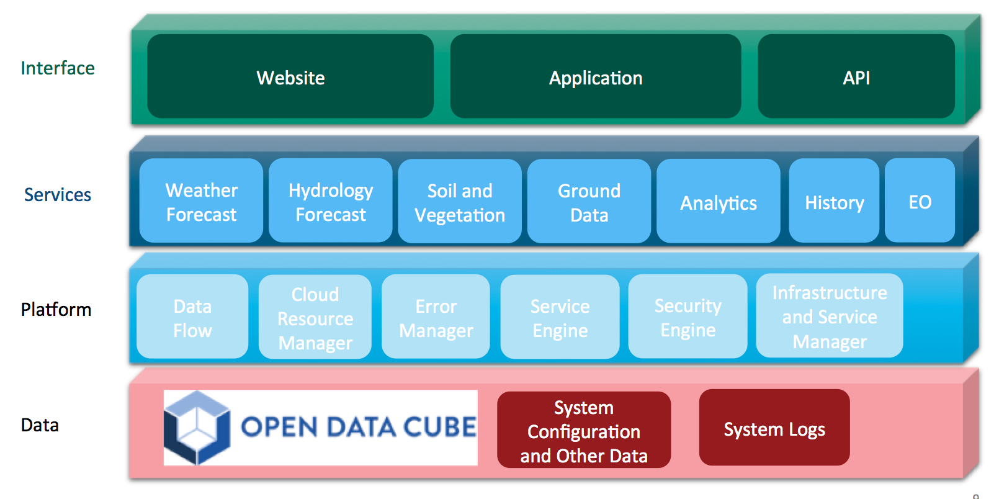 Interface
Website
Application
API
Services
Weather
Forecast
Hydrology
Forecast
Soil and
Vegetation
Ground
Data
Analytics
History
EO
Platform
Data
Flow
Cloud
Resource
Manager
Error
Manager
Service
Engine
Security
Engine
Infrastructure
and Service
Manager
Data
OPEN DATA CUBE
System
Configuration
and Other Data
System Logs